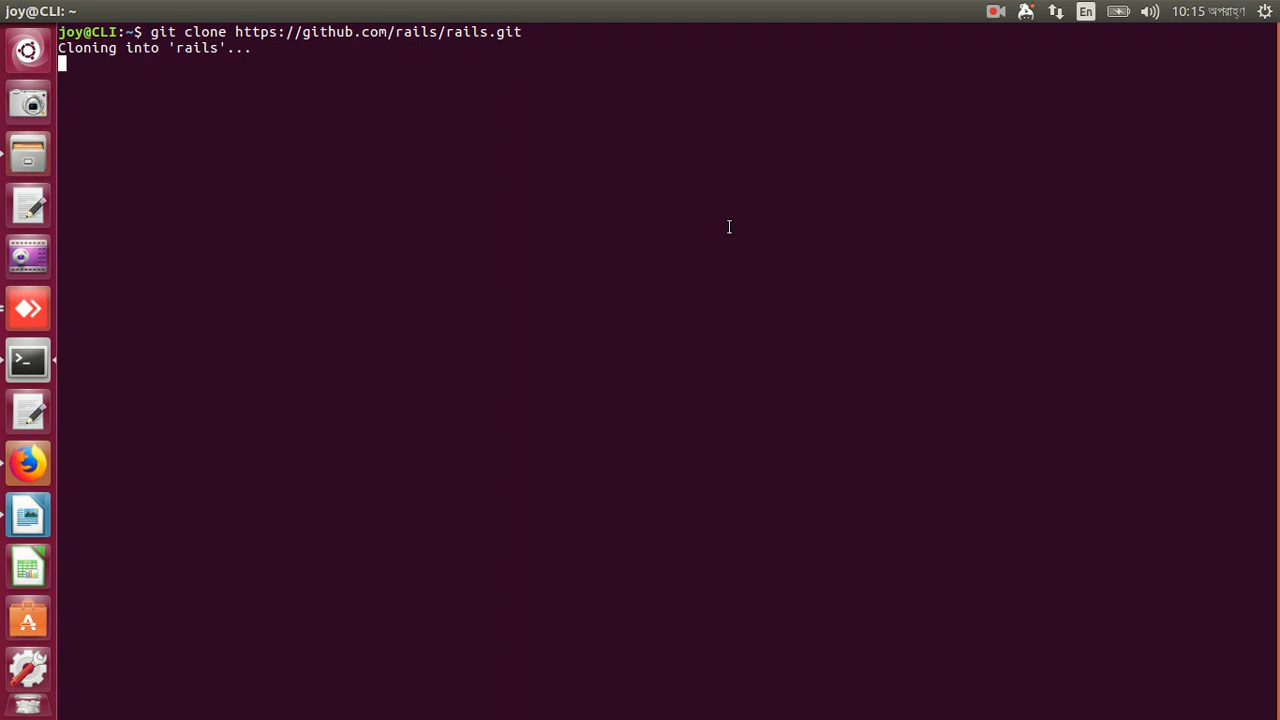 joy@CLI: ~
En
10:15 অপরাহ্ণ
joy@CLI:~$ git clone https://github.com/rails/rails.git
Cloning into 'rails'...